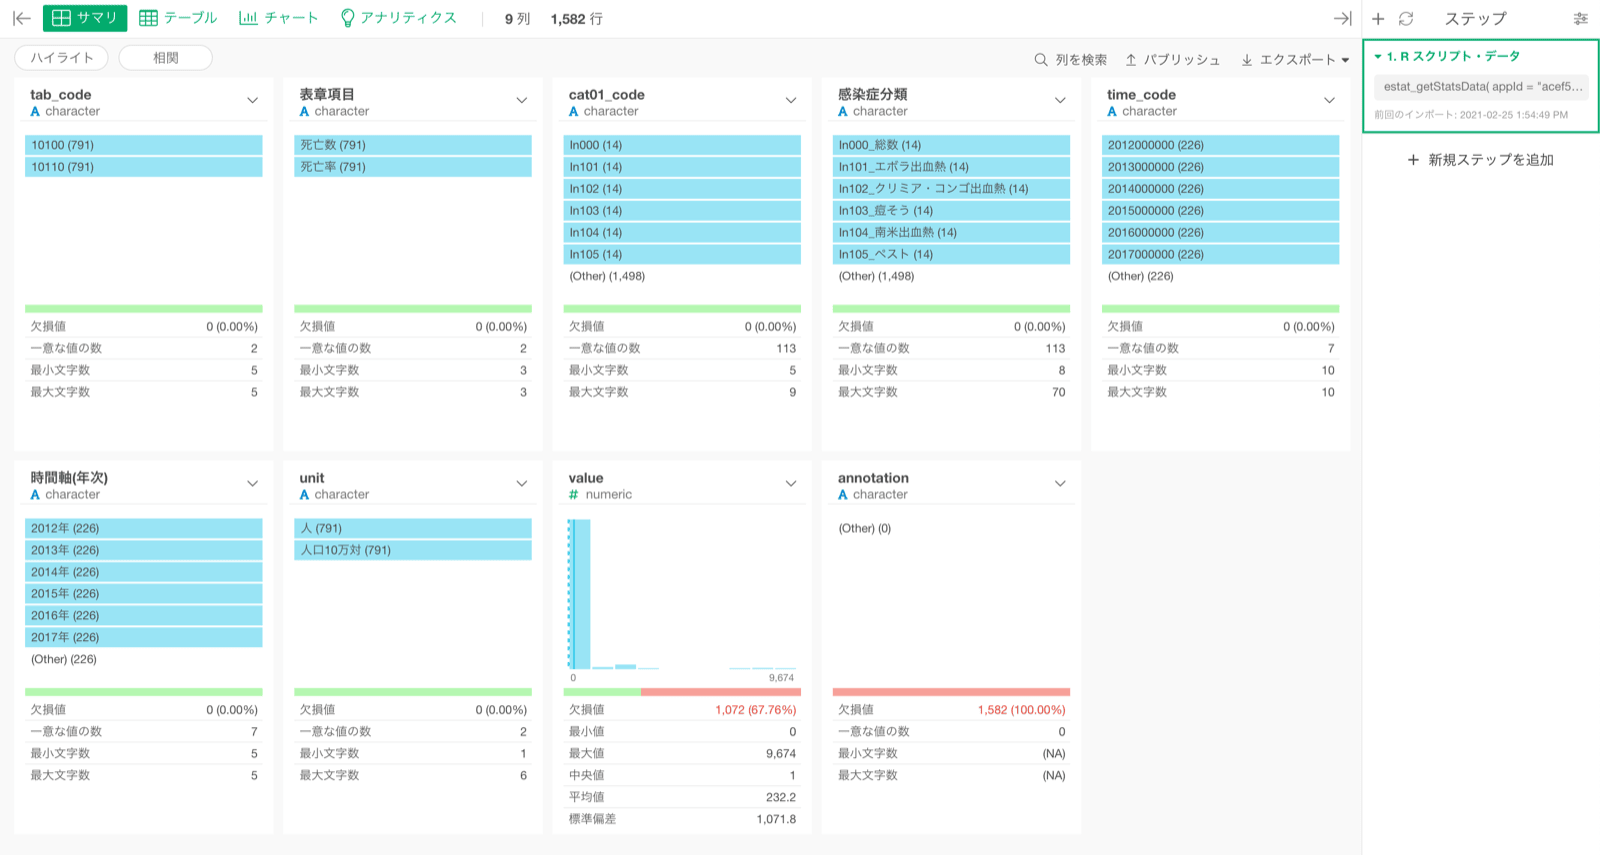 サマリ テーブル チャート アナリティクス 9 列 1,582 行
ステップ
ハイライト 相関
列を検索 パブリッシュ エクスポート
1. R スクリプト・データ
estat_getStatsData( appId = "acef5...
前回のインポート: 2021-02-25 1:54:49 PM
新規ステップを追加
tab_code
A character
10100 (791)
10110 (791)
欠損値 0 (0.00%)
一意な値の数 2
最小文字数 5
最大文字数 5
表章項目
A character
死亡数 (791)
死亡率 (791)
欠損値 0 (0.00%)
一意な値の数 2
最小文字数 3
最大文字数 3
cat01_code
A character
In000 (14)
In101 (14)
In102 (14)
In103 (14)
In104 (14)
In105 (14)
(Other) (1,498)
欠損値 0 (0.00%)
一意な値の数 113
最小文字数 5
最大文字数 9
感染症分類
A character
In000_総数 (14)
In101_エボラ出血熱 (14)
In102_クリミア・コンゴ出血熱 (14)
In103_痘そう (14)
In104_南米出血熱 (14)
In105_ペスト (14)
(Other) (1,498)
欠損値 0 (0.00%)
一意な値の数 113
最小文字数 8
最大文字数 70
time_code
A character
2012000000 (226)
2013000000 (226)
2014000000 (226)
2015000000 (226)
2016000000 (226)
2017000000 (226)
(Other) (226)
欠損値 0 (0.00%)
一意な値の数 7
最小文字数 10
最大文字数 10
時間軸(年次)
A character
2012年 (226)
2013年 (226)
2014年 (226)
2015年 (226)
2016年 (226)
2017年 (226)
(Other) (226)
欠損値 0 (0.00%)
一意な値の数 7
最小文字数 5
最大文字数 5
unit
A character
人 (791)
人口10万対 (791)
欠損値 0 (0.00%)
一意な値の数 2
最小文字数 1
最大文字数 6
value
# numeric
0 9,674
欠損値 1,072 (67.76%)
最小値 0
最大値 9,674
中央値 1
平均値 232.2
標準偏差 1,071.8
annotation
A character
(Other) (0)
欠損値 1,582 (100.00%)
一意な値の数 0
最小文字数 (NA)
最大文字数 (NA)